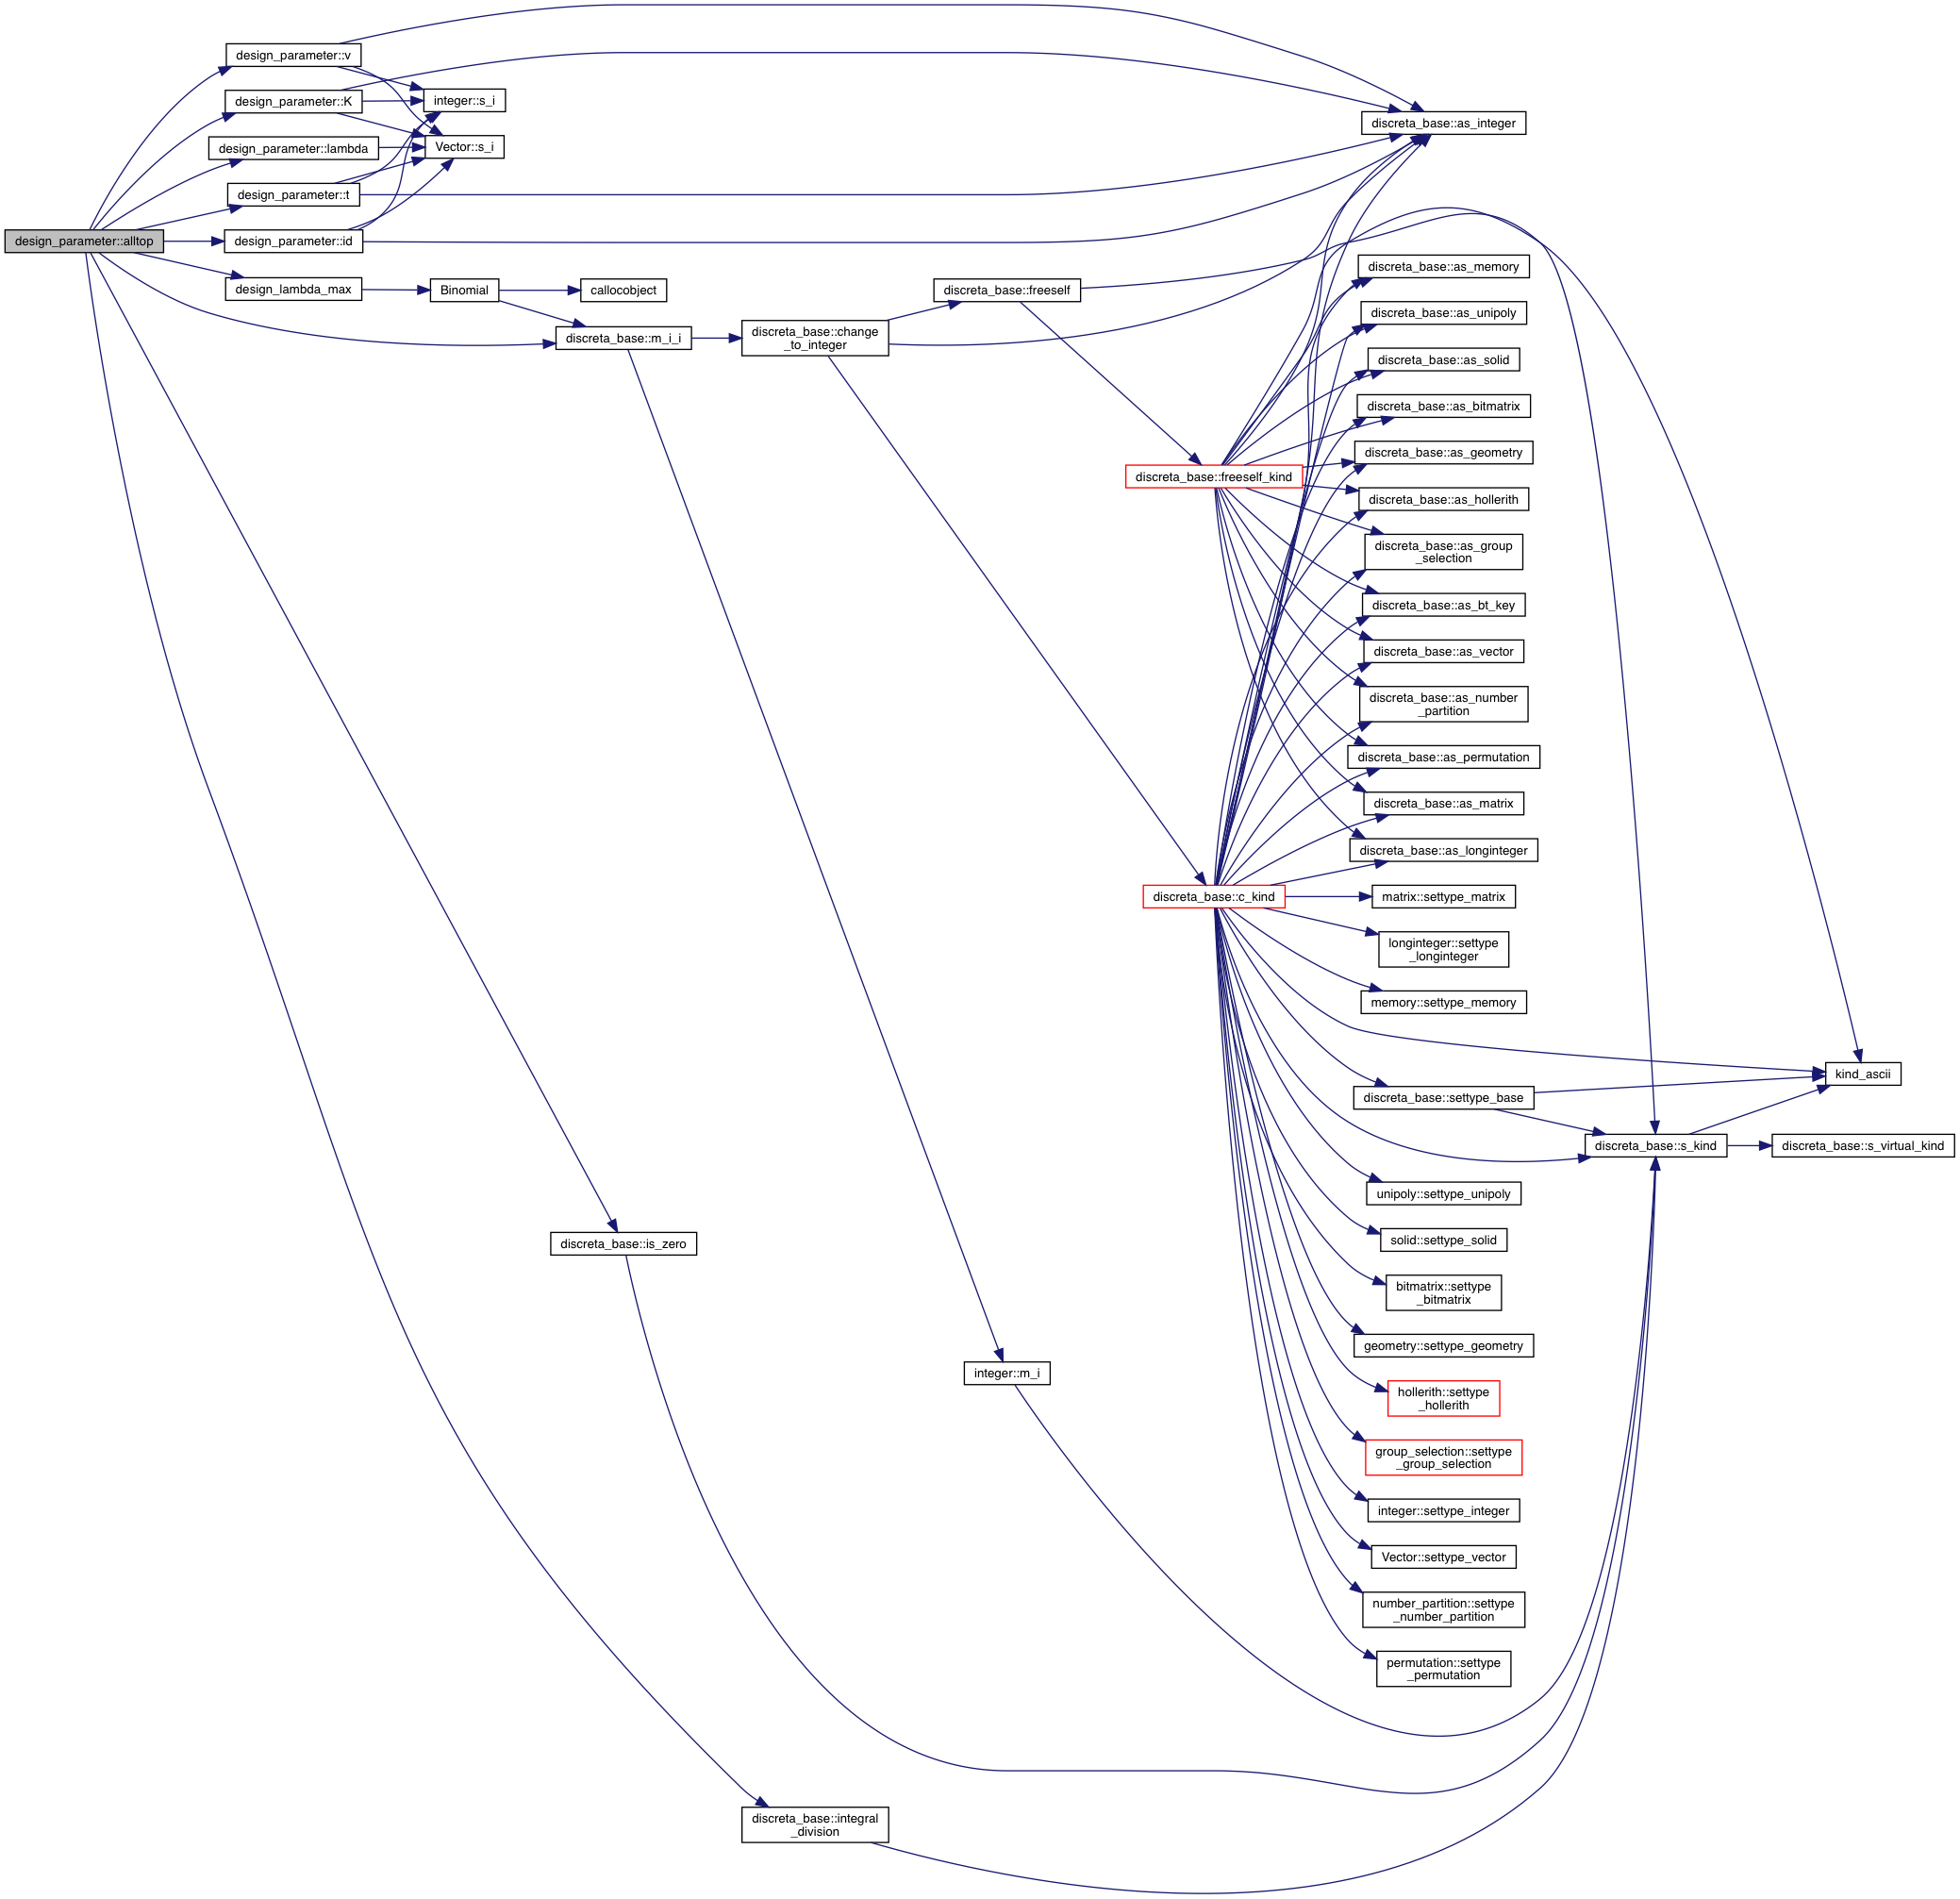 design_parameter::alltop
design_parameter::v
design_parameter::K
design_parameter::lambda
design_parameter::t
design_parameter::id
design_lambda_max
integer::s_i
Vector::s_i
Binomial
callocobject
discreta_base::m_i_i
discreta_base::is_zero
discreta_base::change
_to_integer
discreta_base::integral
_division
discreta_base::freeself
integer::m_i
discreta_base::freeself_kind
discreta_base::c_kind
discreta_base::as_integer
discreta_base::as_memory
discreta_base::as_unipoly
discreta_base::as_solid
discreta_base::as_bitmatrix
discreta_base::as_geometry
discreta_base::as_hollerith
discreta_base::as_group
_selection
discreta_base::as_bt_key
discreta_base::as_vector
discreta_base::as_number
_partition
discreta_base::as_permutation
discreta_base::as_matrix
discreta_base::as_longinteger
matrix::settype_matrix
longinteger::settype
_longinteger
memory::settype_memory
discreta_base::settype_base
unipoly::settype_unipoly
solid::settype_solid
bitmatrix::settype
_bitmatrix
geometry::settype_geometry
hollerith::settype
_hollerith
group_selection::settype
_group_selection
integer::settype_integer
Vector::settype_vector
number_partition::settype
_number_partition
permutation::settype
_permutation
discreta_base::s_kind
kind_ascii
discreta_base::s_virtual_kind